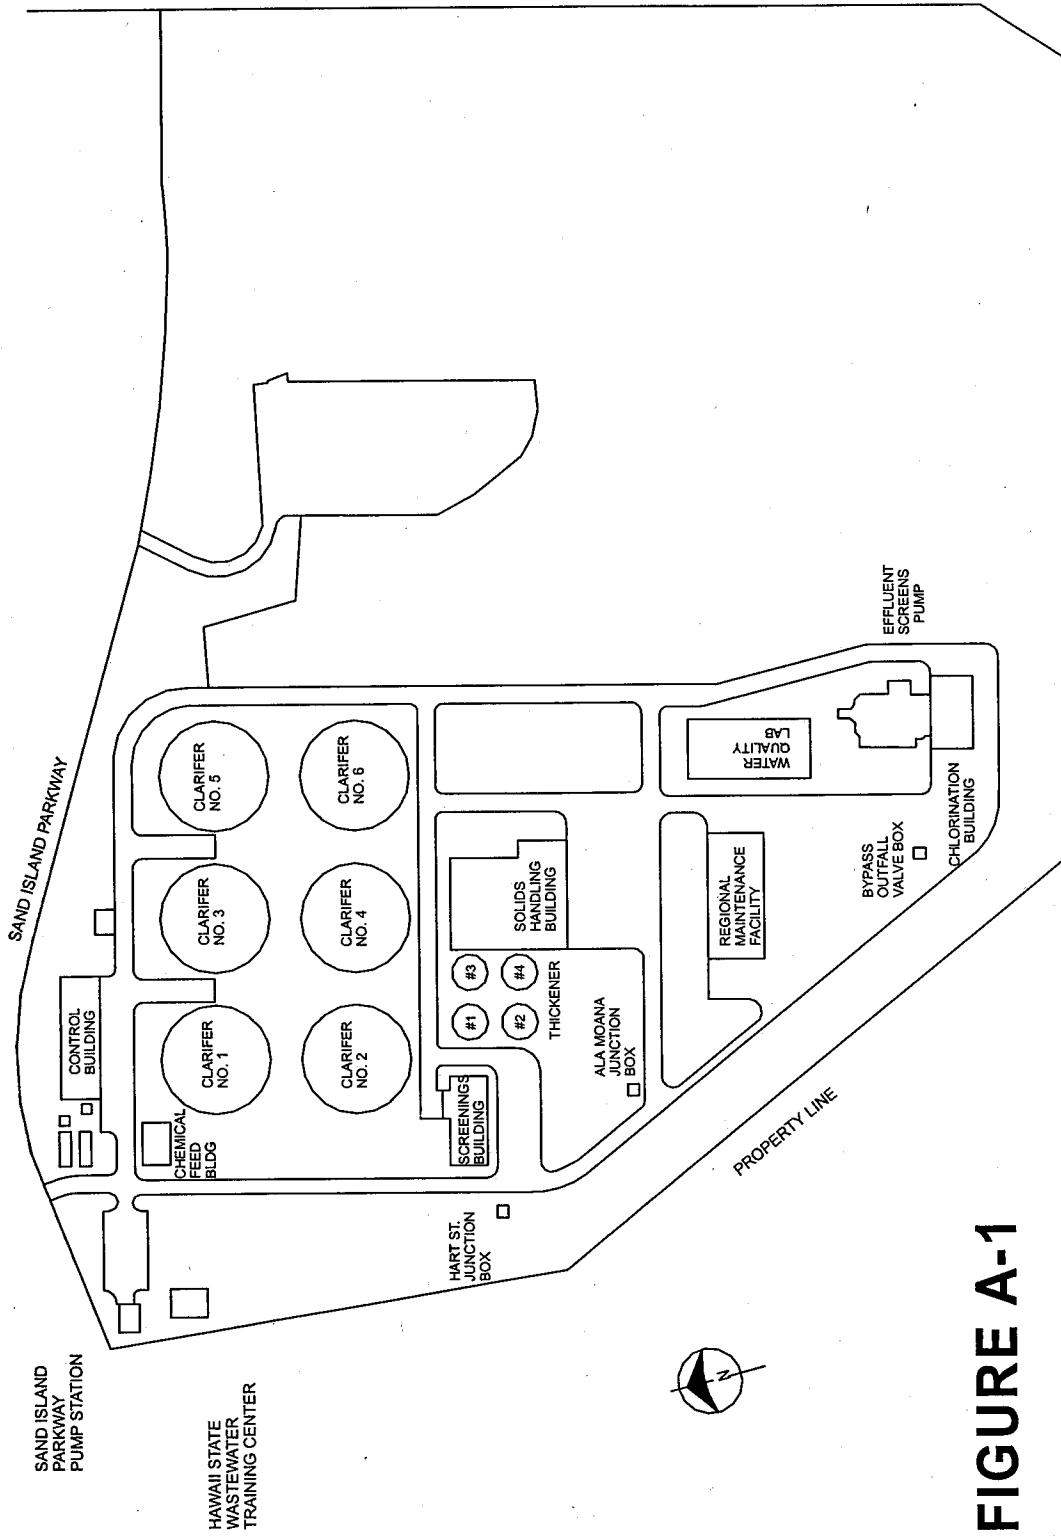 SAND ISLAND
PARKWAY
PUMP STATION
HAWAII STATE
WASTEWATER
TRAINING CENTER
SAND ISLAND PARKWAY
CONTROL
BUILDING
CHEMICAL
FEED
BLDG
CLARIFER
NO. 1
CLARIFER
NO. 3
CLARIFER
NO. 5
CLARIFER
NO. 2
CLARIFER
NO. 4
CLARIFER
NO. 6
HART ST.
JUNCTION
BOX
SCREENINGS
BUILDING
#1
#3
#2
#4
THICKENER
SOLIDS
HANDLING
BUILDING
ALA MOANA
JUNCTION
BOX
REGIONAL
MAINTENANCE
FACILITY
WATER
QUALITY
LAB
EFFLUENT
SCREENS
PUMP
BYPASS
OUTFALL
VALVE BOX
CHLORINATION
BUILDING
PROPERTY LINE
N
FIGURE A-1